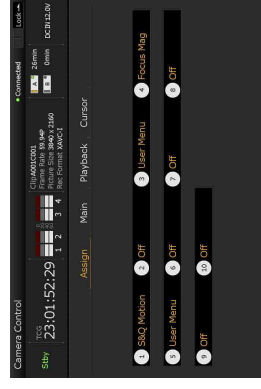 Camera Control
Connected
Lock
Stby
TCG
23:01:52:29
1 2 3 4
Clip A001C001
Frame Rate 59.94P
Picture Size 3840 x 2160
Rec Format XAVC-I
A 26min
B 0min
DC IN 12.0V
Assign Main Playback Cursor
1 S&Q Motion
2 Off
3 User Menu
4 Focus Mag
5 User Menu
6 Off
7 Off
8 Off
9 Off
10 Off